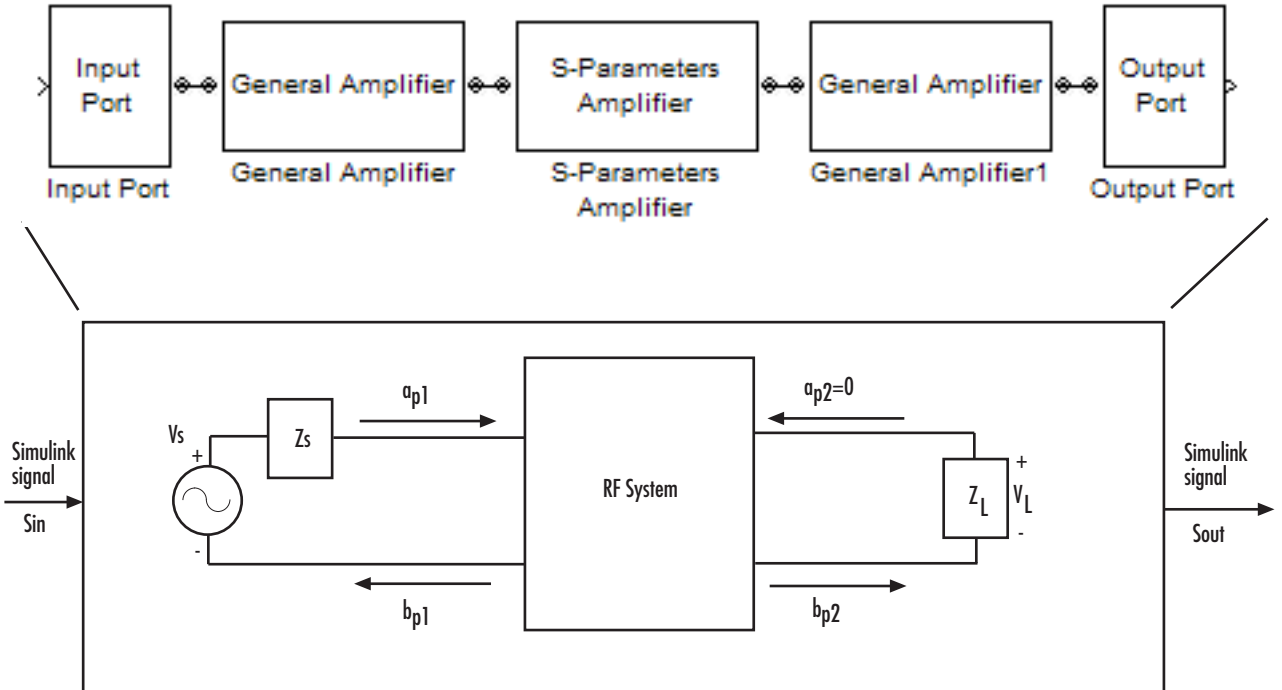 Input
Port
General Amplifier
S-Parameters
Amplifier
General Amplifier
Output
Port
Input Port
General Amplifier
S-Parameters
Amplifier
General Amplifier1
Output Port
Simulink
signal
Sin
Vs
+
-
Zs
ap1
bp1
RF System
ap2=0
bp2
ZL
+
VL
-
Simulink
signal
Sout